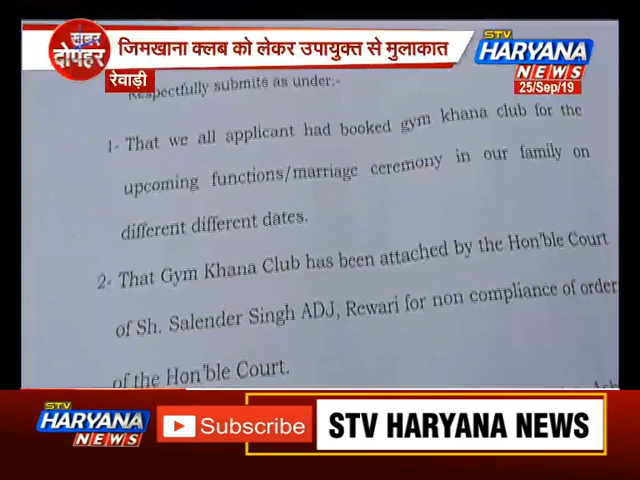 खबर
दोपहर
जिमखाना क्लब को लेकर उपायुक्त से मुलाकात
रेवाड़ी
STV
HARYANA
NEWS
25/Sep/19
Respectfully submits as under:-
1- That we all applicant had booked gym khana club for the
upcoming functions/marriage ceremony in our family on
different different dates.
2- That Gym Khana Club has been attached by the Hon'ble Court
of Sh. Salender Singh ADJ, Rewari for non compliance of order
of the Hon'ble Court.
STV
HARYANA
NEWS
Subscribe
STV HARYANA NEWS